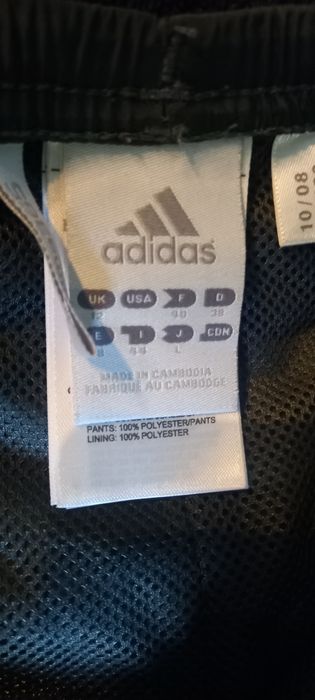 adidas
UK USA F D
12 40 38
E I J CDN
8 44 L
MADE IN CAMBODIA
FABRIQUÉ AU CAMBODGE
PANTS: 100% POLYESTER/PANTS
LINING: 100% POLYESTER
10/08